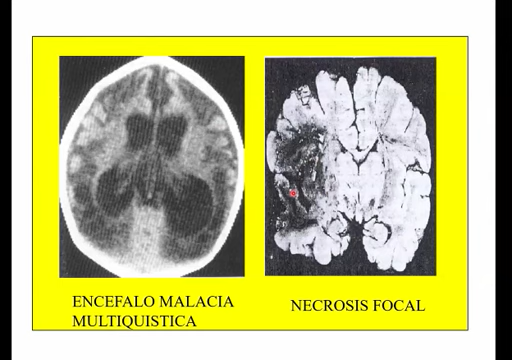 ENCEFALO MALACIA
MULTIQUISTICA
NECROSIS FOCAL